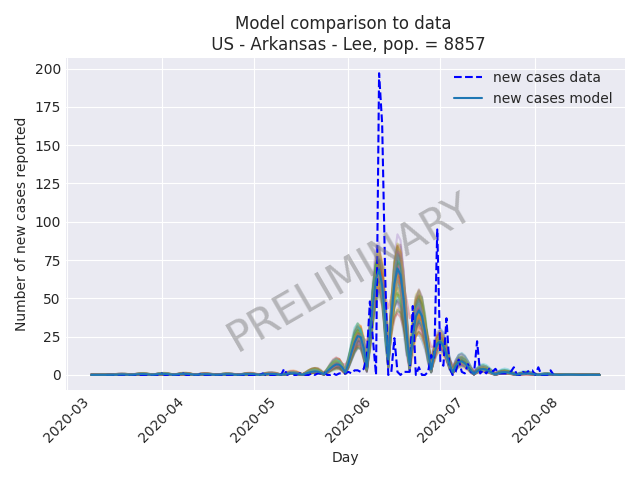 Model comparison to data
US - Arkansas - Lee, pop. = 8857
200
175
150
125
100
75
50
25
0
Number of new cases reported
new cases data
new cases model
PRELIMINARY
2020-03
2020-04
2020-05
2020-06
2020-07
2020-08
Day